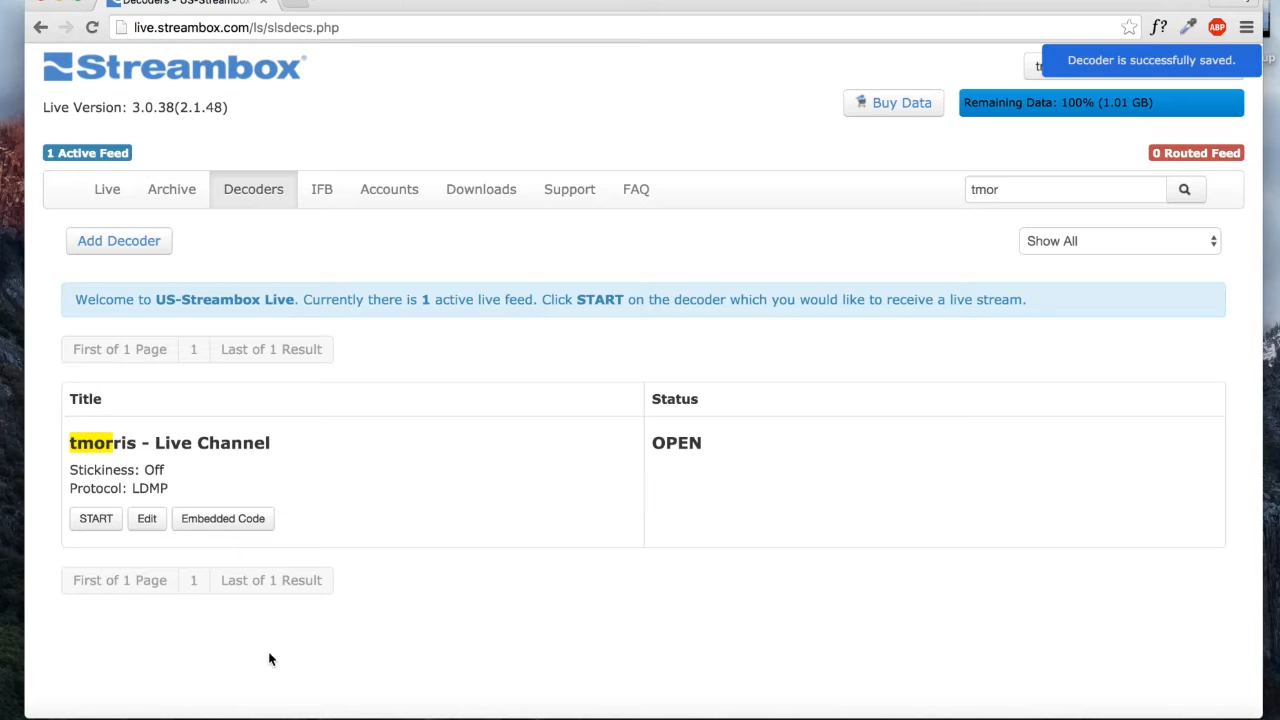 Decoders - US-Streambox
live.streambox.com/ls/slsdecs.php
f?
ABP
Streambox
Decoder is successfully saved.
Live Version: 3.0.38(2.1.48)
Buy Data
Remaining Data: 100% (1.01 GB)
1 Active Feed
0 Routed Feed
Live
Archive
Decoders
IFB
Accounts
Downloads
Support
FAQ
tmor
Add Decoder
Show All
Welcome to US-Streambox Live. Currently there is 1 active live feed. Click START on the decoder which you would like to receive a live stream.
First of 1 Page 1 Last of 1 Result
Title
Status
tmorris - Live Channel
OPEN
Stickiness: Off
Protocol: LDMP
START
Edit
Embedded Code
First of 1 Page 1 Last of 1 Result